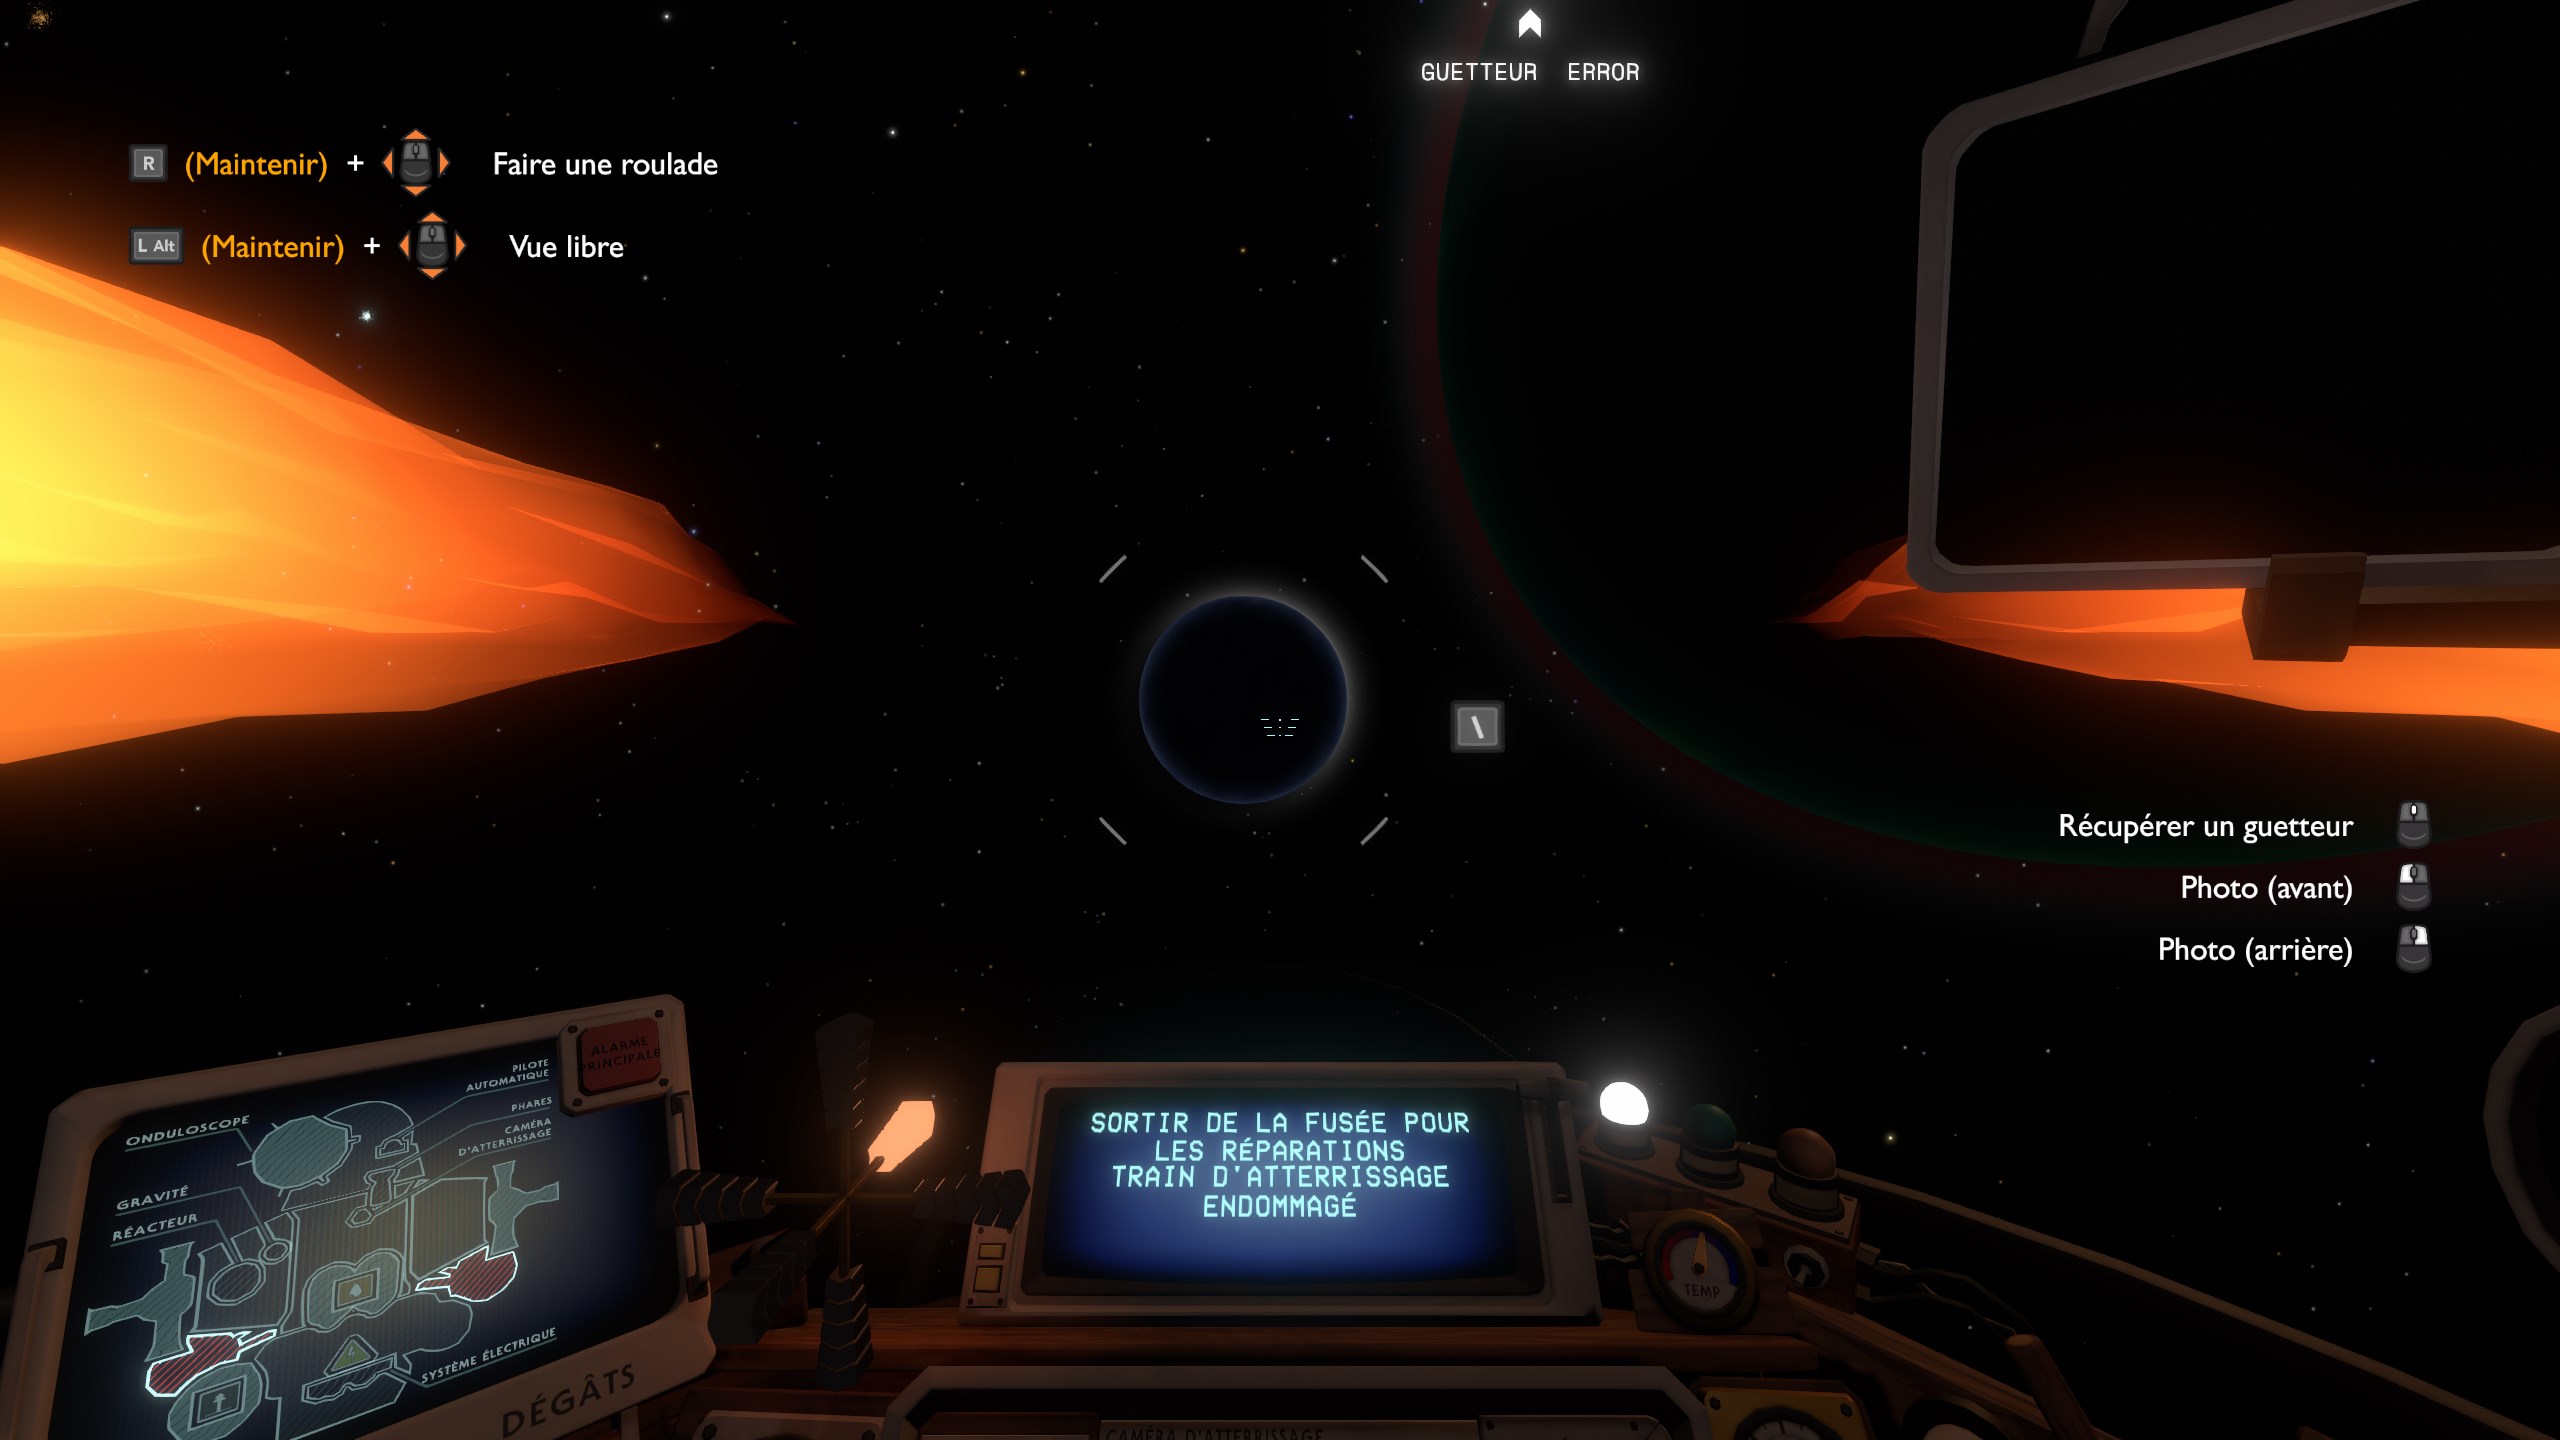 GUETTEUR ERROR
R (Maintenir) + Faire une roulade
L Alt (Maintenir) + Vue libre
\
Récupérer un guetteur
Photo (avant)
Photo (arrière)
ALARME
PRINCIPALE
PILOTE
AUTOMATIQUE
PHARES
CAMÉRA
D'ATTERRISSAGE
ONDULOSCOPE
GRAVITÉ
RÉACTEUR
SYSTÈME ÉLECTRIQUE
DÉGÂTS
SORTIR DE LA FUSÉE POUR
LES RÉPARATIONS
TRAIN D'ATTERRISSAGE
ENDOMMAGÉ
TEMP
CAMÉRA D'ATTERRISSAGE